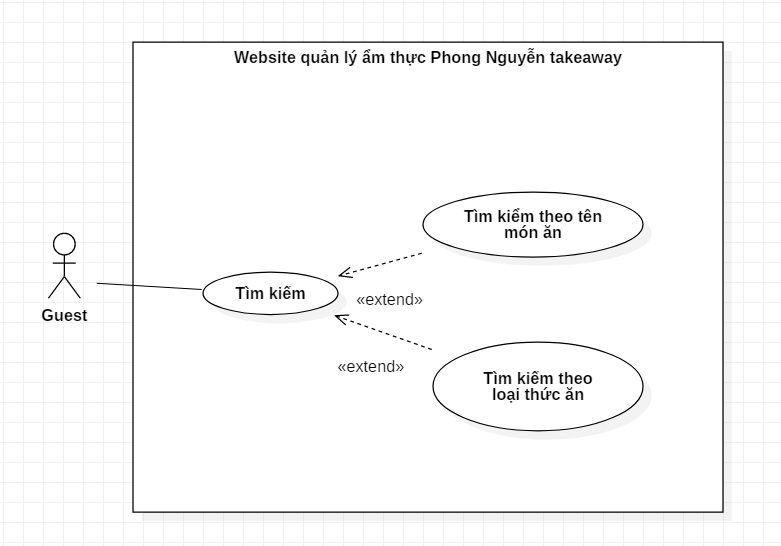 Website quản lý ẩm thực Phong Nguyễn takeaway
Tìm kiểm theo tên
món ăn
Tìm kiếm
«extend»
Guest
«extend»
Tìm kiếm theo
loại thức ăn